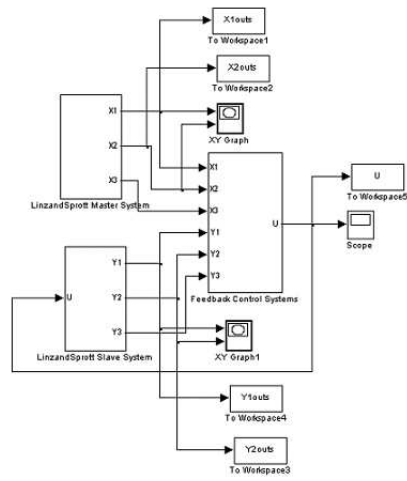 X1outs
To Workspace1
X2outs
To Workspace2
XY Graph
X1
X2
X3
LinzandSprott Master System
X1
X2
X3
Y1
Y2
Y3
U
Feedback Control Systems
U
To Workspace5
Scope
U
Y1
Y2
Y3
LinzandSprott Slave System
XY Graph1
Y1outs
To Workspace4
Y2outs
To Workspace3